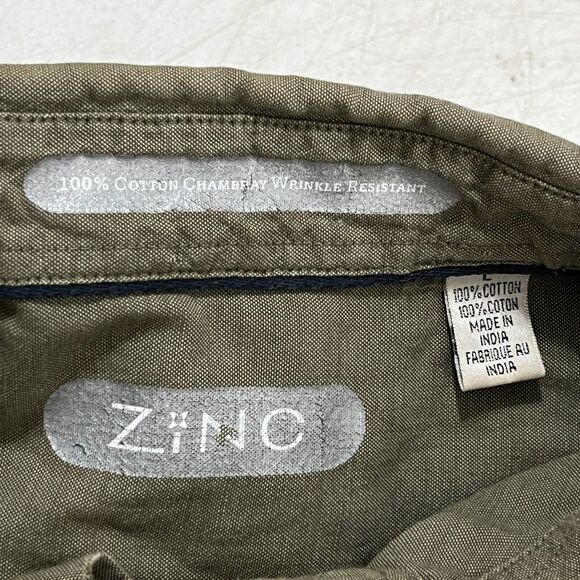 100% COTTON CHAMBRAY WRINKLE RESISTANT
L
100% COTTON
100% COTON
MADE IN
INDIA
FABRIQUE AU
INDIA
ZiNC